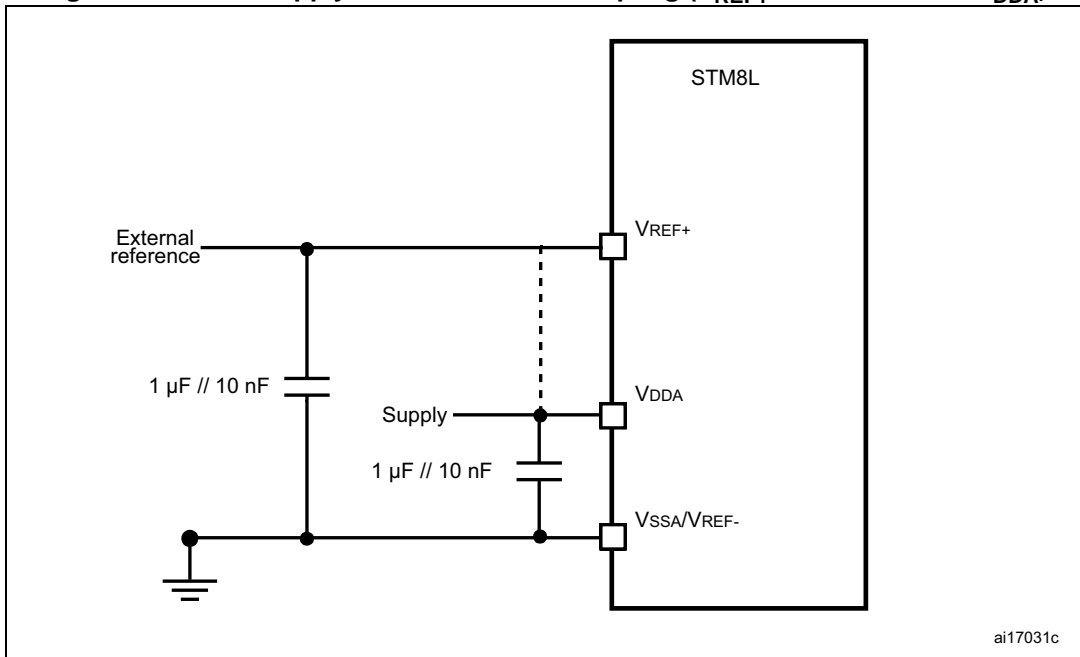 STM8L
VREF+
External
reference
1 µF // 10 nF
VDDA
Supply
1 µF // 10 nF
VSSA/VREF-
ai17031c